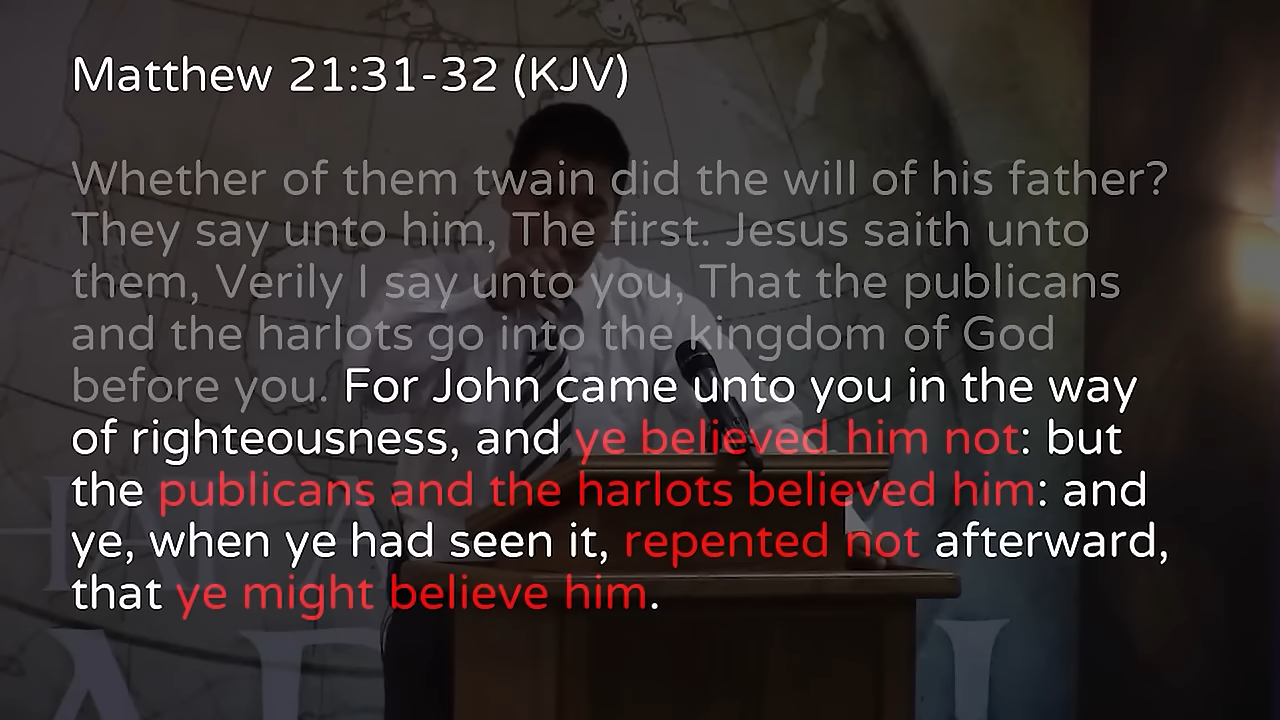 Matthew 21:31-32 (KJV)
Whether of them twain did the will of his father?
They say unto him, The first. Jesus saith unto
them, Verily I say unto you, That the publicans
and the harlots go into the kingdom of God
before you. For John came unto you in the way
of righteousness, and ye believed him not: but
the publicans and the harlots believed him: and
ye, when ye had seen it, repented not afterward,
that ye might believe him.